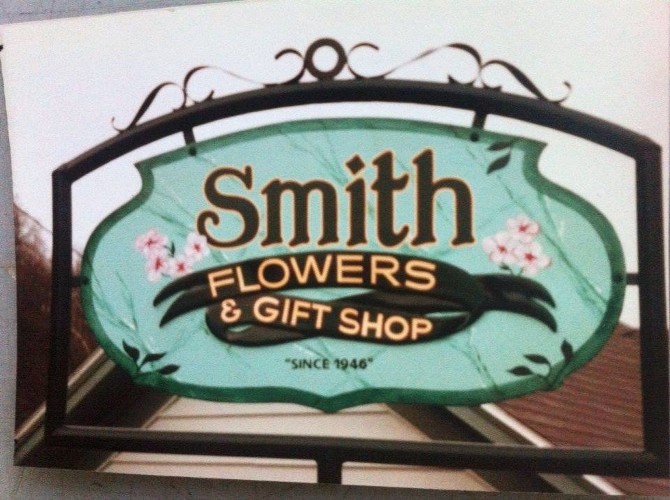 Smith
FLOWERS
& GIFT SHOP
"SINCE 1946"